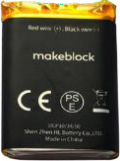 Red wire (+), Black wire (-)
makeblock
CE PS E
Shen Zhen HL Battery Co.,LTD
Made in China